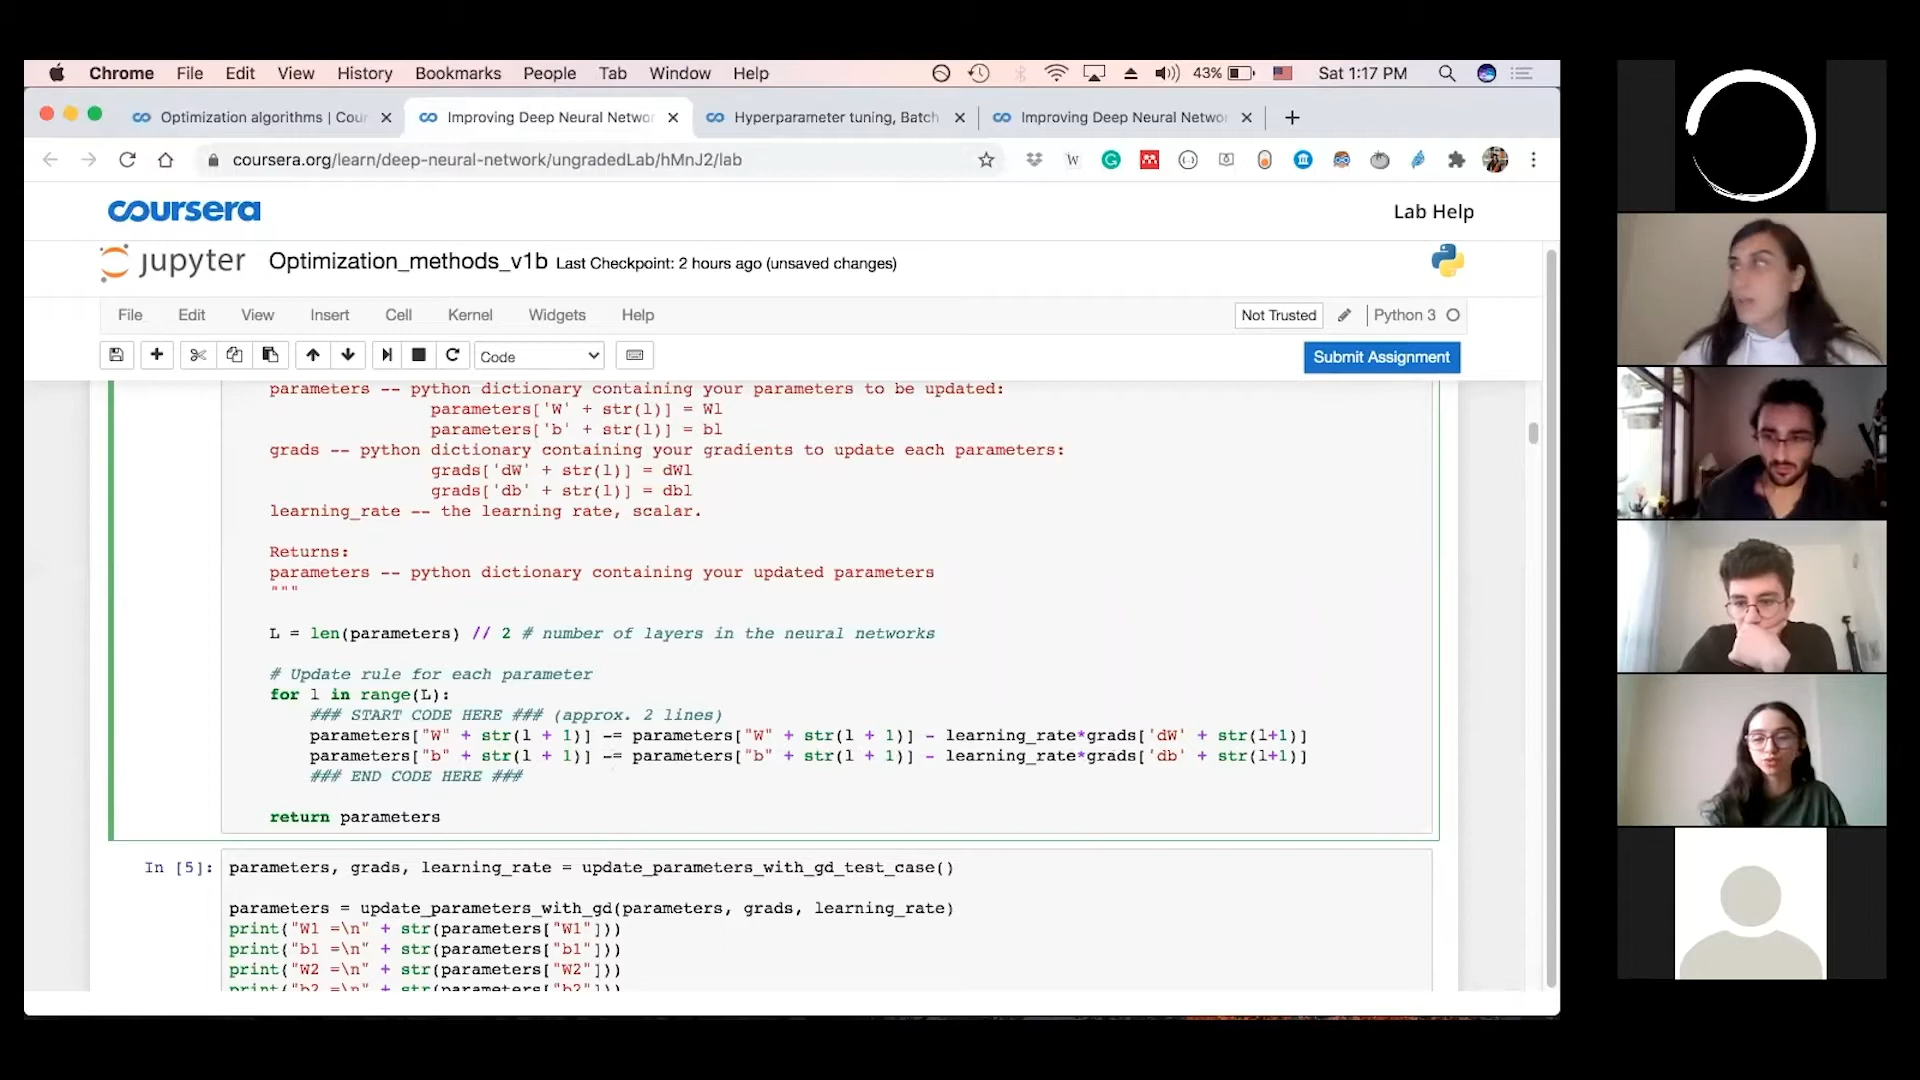 Chrome File Edit View History Bookmarks People Tab Window Help 43% Sat 1:17 PM
Optimization algorithms | Cour Improving Deep Neural Networ Hyperparameter tuning, Batch Improving Deep Neural Networ
coursera.org/learn/deep-neural-network/ungradedLab/hMnJ2/lab
coursera Lab Help
jupyter Optimization_methods_v1b Last Checkpoint: 2 hours ago (unsaved changes)
File Edit View Insert Cell Kernel Widgets Help Not Trusted Python 3
Code Submit Assignment
parameters -- python dictionary containing your parameters to be updated:
parameters['W' + str(l)] = Wl
parameters['b' + str(l)] = bl
grads -- python dictionary containing your gradients to update each parameters:
grads['dW' + str(l)] = dWl
grads['db' + str(l)] = dbl
learning_rate -- the learning rate, scalar.
Returns:
parameters -- python dictionary containing your updated parameters
"""
L = len(parameters) // 2 # number of layers in the neural networks
# Update rule for each parameter
for l in range(L):
### START CODE HERE ### (approx. 2 lines)
parameters["W" + str(l + 1)] -= parameters["W" + str(l + 1)] - learning_rate*grads['dW' + str(l+1)]
parameters["b" + str(l + 1)] -= parameters["b" + str(l + 1)] - learning_rate*grads['db' + str(l+1)]
### END CODE HERE ###
return parameters
In [5]: parameters, grads, learning_rate = update_parameters_with_gd_test_case()
parameters = update_parameters_with_gd(parameters, grads, learning_rate)
print("W1 =\n" + str(parameters["W1"]))
print("b1 =\n" + str(parameters["b1"]))
print("W2 =\n" + str(parameters["W2"]))
print("b2 =\n" + str(parameters["b2"]))